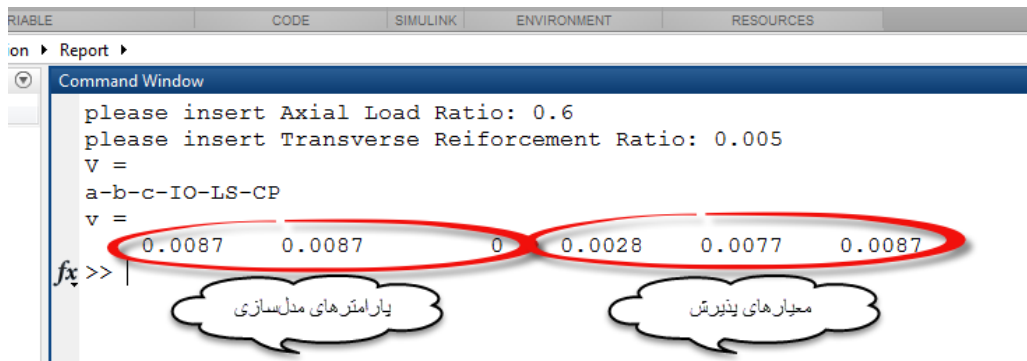 RIABLE CODE SIMULINK ENVIRONMENT RESOURCES
ion ▸ Report ▸
Command Window
please insert Axial Load Ratio: 0.6
please insert Transverse Reiforcement Ratio: 0.005
V =
a-b-c-IO-LS-CP
v =
0.0087 0.0087 0 0.0028 0.0077 0.0087
fx >>
پارامترهای مدل‌سازی
معیارهای پذیرش